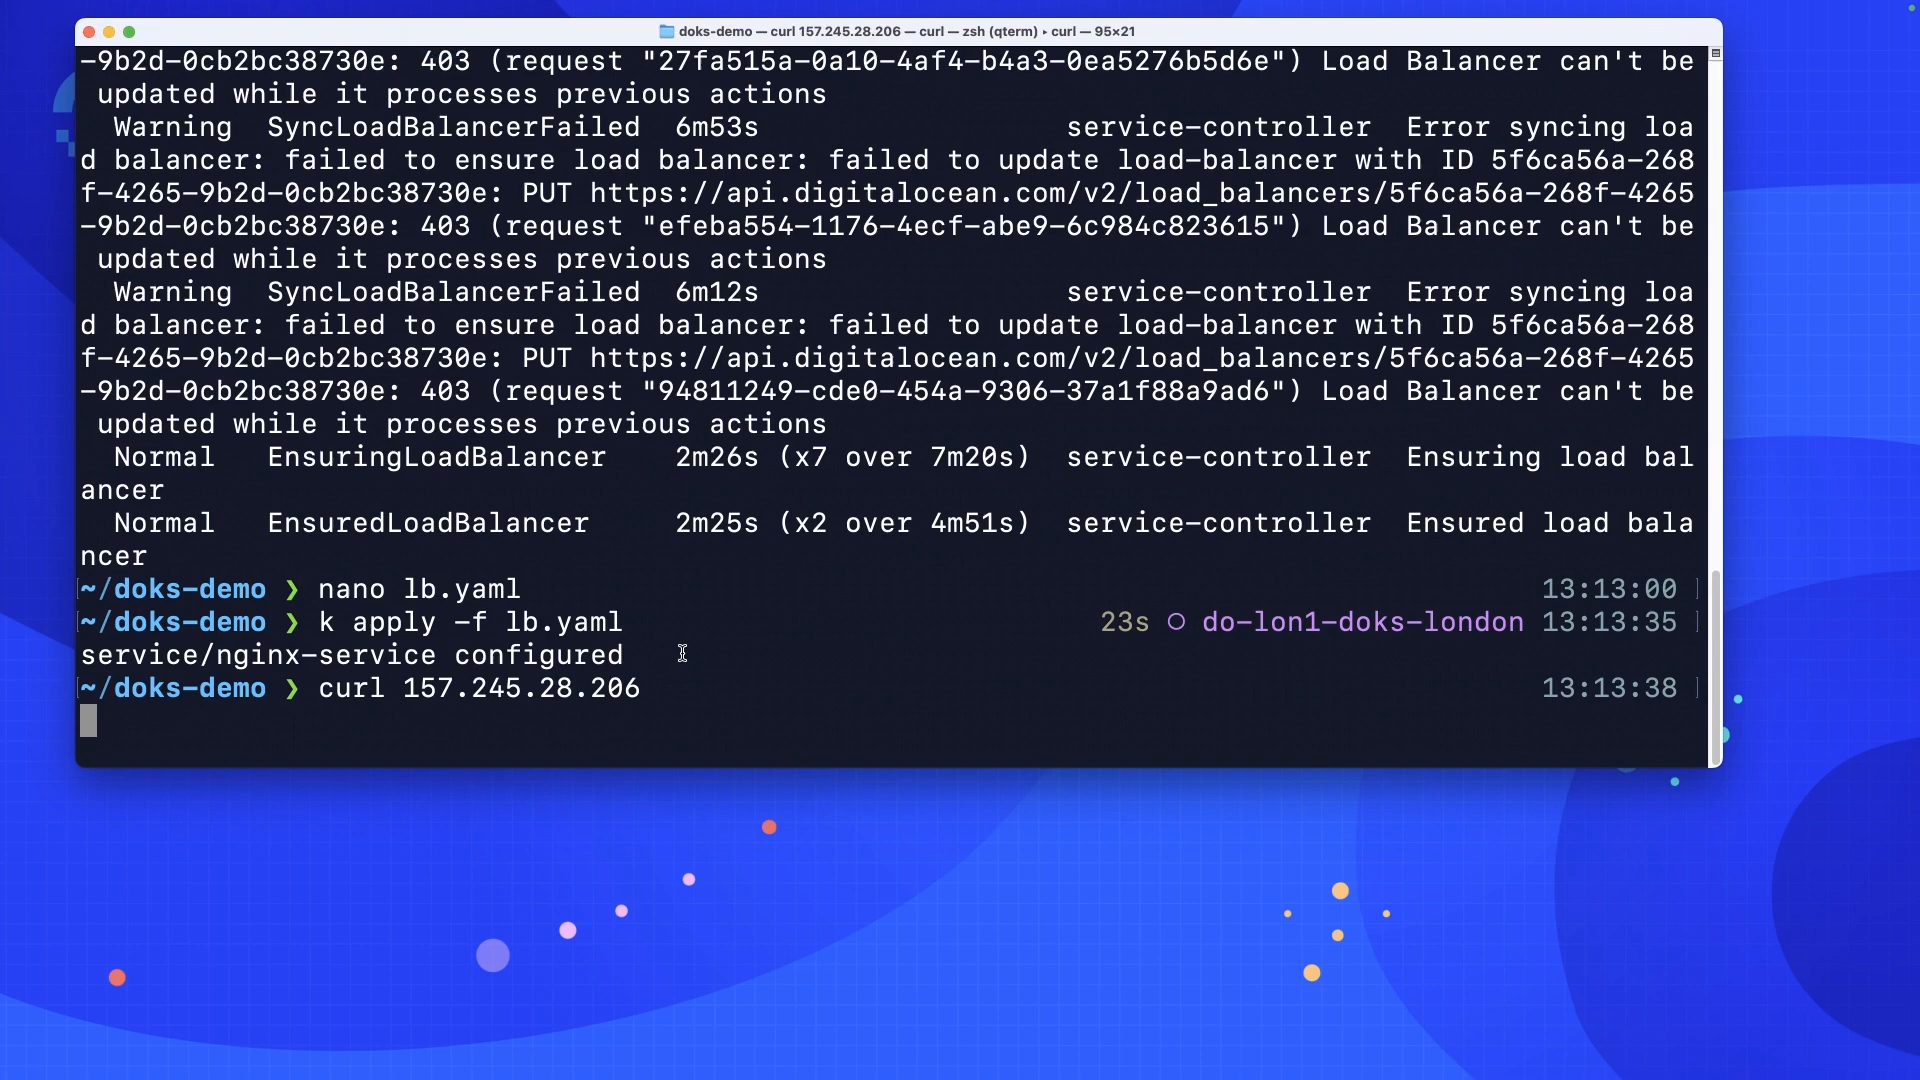 doks-demo — curl 157.245.28.206 — curl — zsh (qterm) ▸ curl — 95×21
-9b2d-0cb2bc38730e: 403 (request "27fa515a-0a10-4af4-b4a3-0ea5276b5d6e") Load Balancer can't be
updated while it processes previous actions
Warning  SyncLoadBalancerFailed  6m53s                  service-controller  Error syncing loa
d balancer: failed to ensure load balancer: failed to update load-balancer with ID 5f6ca56a-268
f-4265-9b2d-0cb2bc38730e: PUT https://api.digitalocean.com/v2/load_balancers/5f6ca56a-268f-4265
-9b2d-0cb2bc38730e: 403 (request "efeba554-1176-4ecf-abe9-6c984c823615") Load Balancer can't be
updated while it processes previous actions
Warning  SyncLoadBalancerFailed  6m12s                  service-controller  Error syncing loa
d balancer: failed to ensure load balancer: failed to update load-balancer with ID 5f6ca56a-268
f-4265-9b2d-0cb2bc38730e: PUT https://api.digitalocean.com/v2/load_balancers/5f6ca56a-268f-4265
-9b2d-0cb2bc38730e: 403 (request "94811249-cde0-454a-9306-37a1f88a9ad6") Load Balancer can't be
updated while it processes previous actions
Normal   EnsuringLoadBalancer    2m26s (x7 over 7m20s)  service-controller  Ensuring load bal
ancer
Normal   EnsuredLoadBalancer     2m25s (x2 over 4m51s)  service-controller  Ensured load bala
ncer
~/doks-demo ❯ nano lb.yaml 13:13:00
~/doks-demo ❯ k apply -f lb.yaml 23s ○ do-lon1-doks-london 13:13:35
service/nginx-service configured
~/doks-demo ❯ curl 157.245.28.206 13:13:38